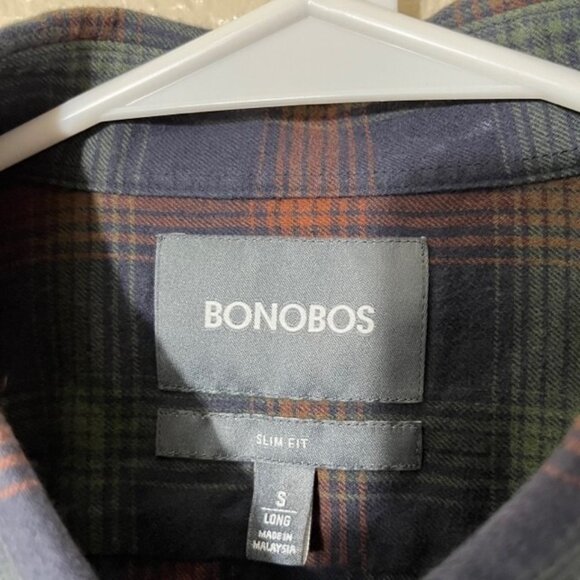 BONOBOS
SLIM FIT
S
LONG
MADE IN
MALAYSIA